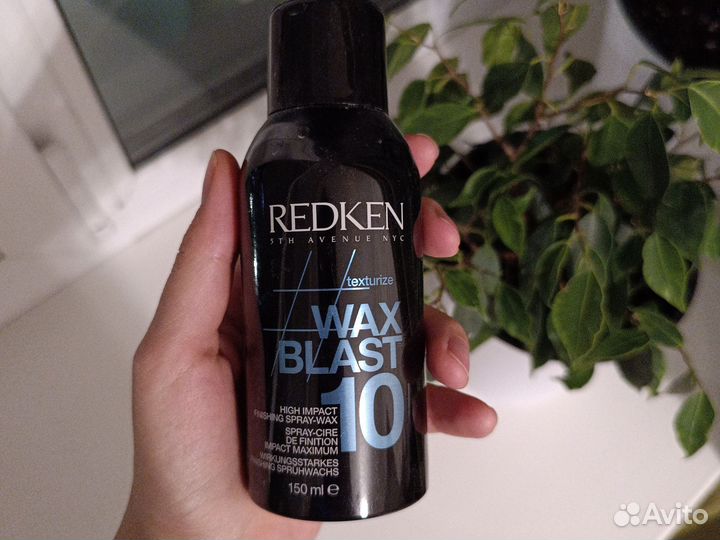 REDKEN
5TH AVENUE NYC
texturize
WAX
BLAST
10
HIGH IMPACT
FINISHING SPRAY-WAX
SPRAY-CIRE
DE FINITION
IMPACT MAXIMUM
WIRKUNGSSTARKES
FINISHING SPRÜHWACHS
150 ml e
Avito